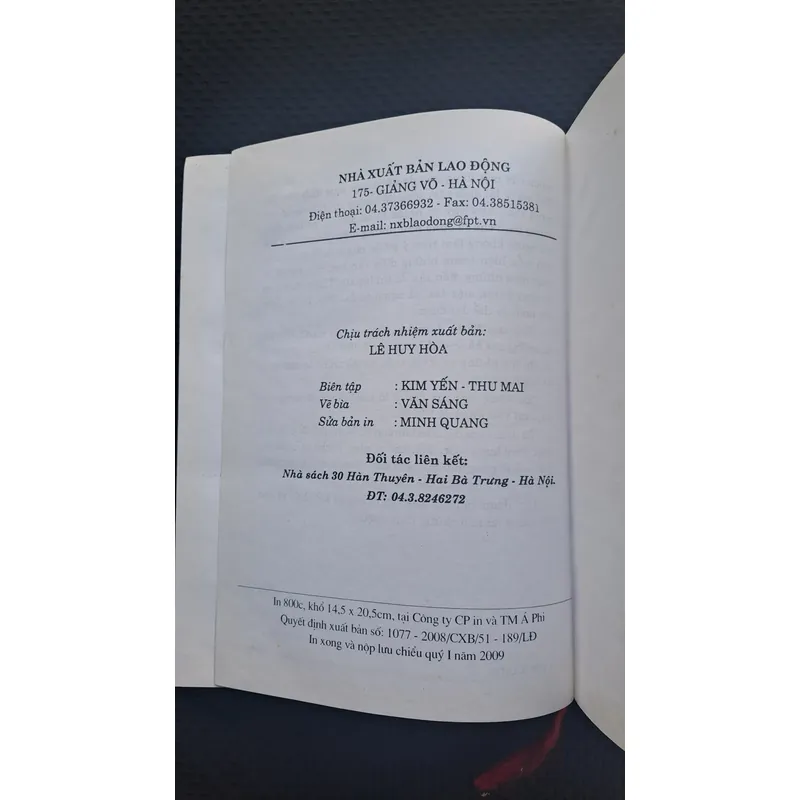 NHÀ XUẤT BẢN LAO ĐỘNG
175- GIẢNG VÕ - HÀ NỘI
Điện thoại: 04.37366932 - Fax: 04.38515381
E-mail: nxblaodong@fpt.vn
Chịu trách nhiệm xuất bản:
LÊ HUY HÒA
Biên tập : KIM YẾN - THU MAI
Vẽ bìa : VĂN SÁNG
Sửa bản in : MINH QUANG
Đối tác liên kết:
Nhà sách 30 Hàn Thuyên - Hai Bà Trưng - Hà Nội.
ĐT: 04.3.8246272
In 800c, khổ 14,5 x 20,5cm, tại Công ty CP in và TM Á Phi
Quyết định xuất bản số: 1077 - 2008/CXB/51 - 189/LĐ
In xong và nộp lưu chiểu quý I năm 2009